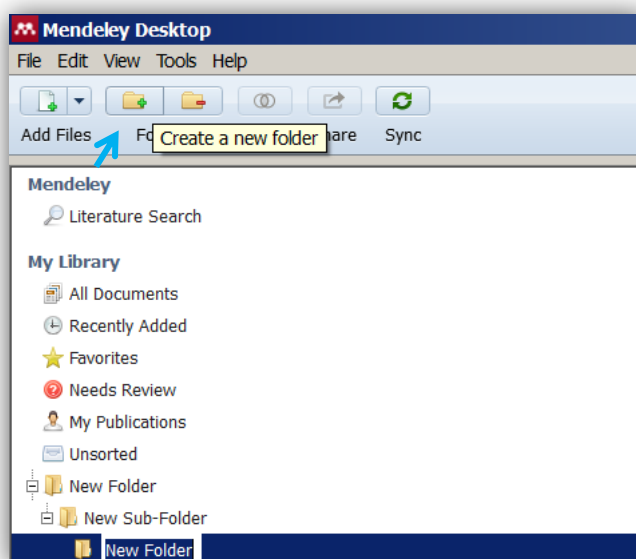 Mendeley Desktop
File Edit View Tools Help
Add Files Fo Create a new folder hare Sync
Mendeley
Literature Search
My Library
All Documents
Recently Added
Favorites
Needs Review
My Publications
Unsorted
New Folder
New Sub-Folder
New Folder